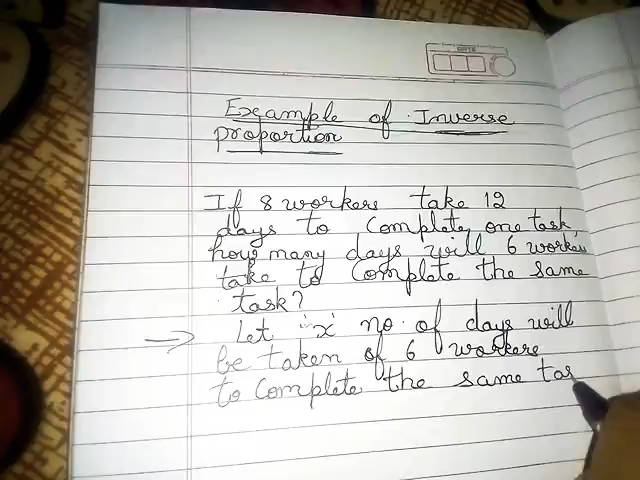 DATE
Example of Inverse
proportion
If 8 workers take 12
days to complete one task,
how many days will 6 workers
take to complete the same
task?
Let 'x' no. of days will
be taken of 6 workers
to complete the same tas